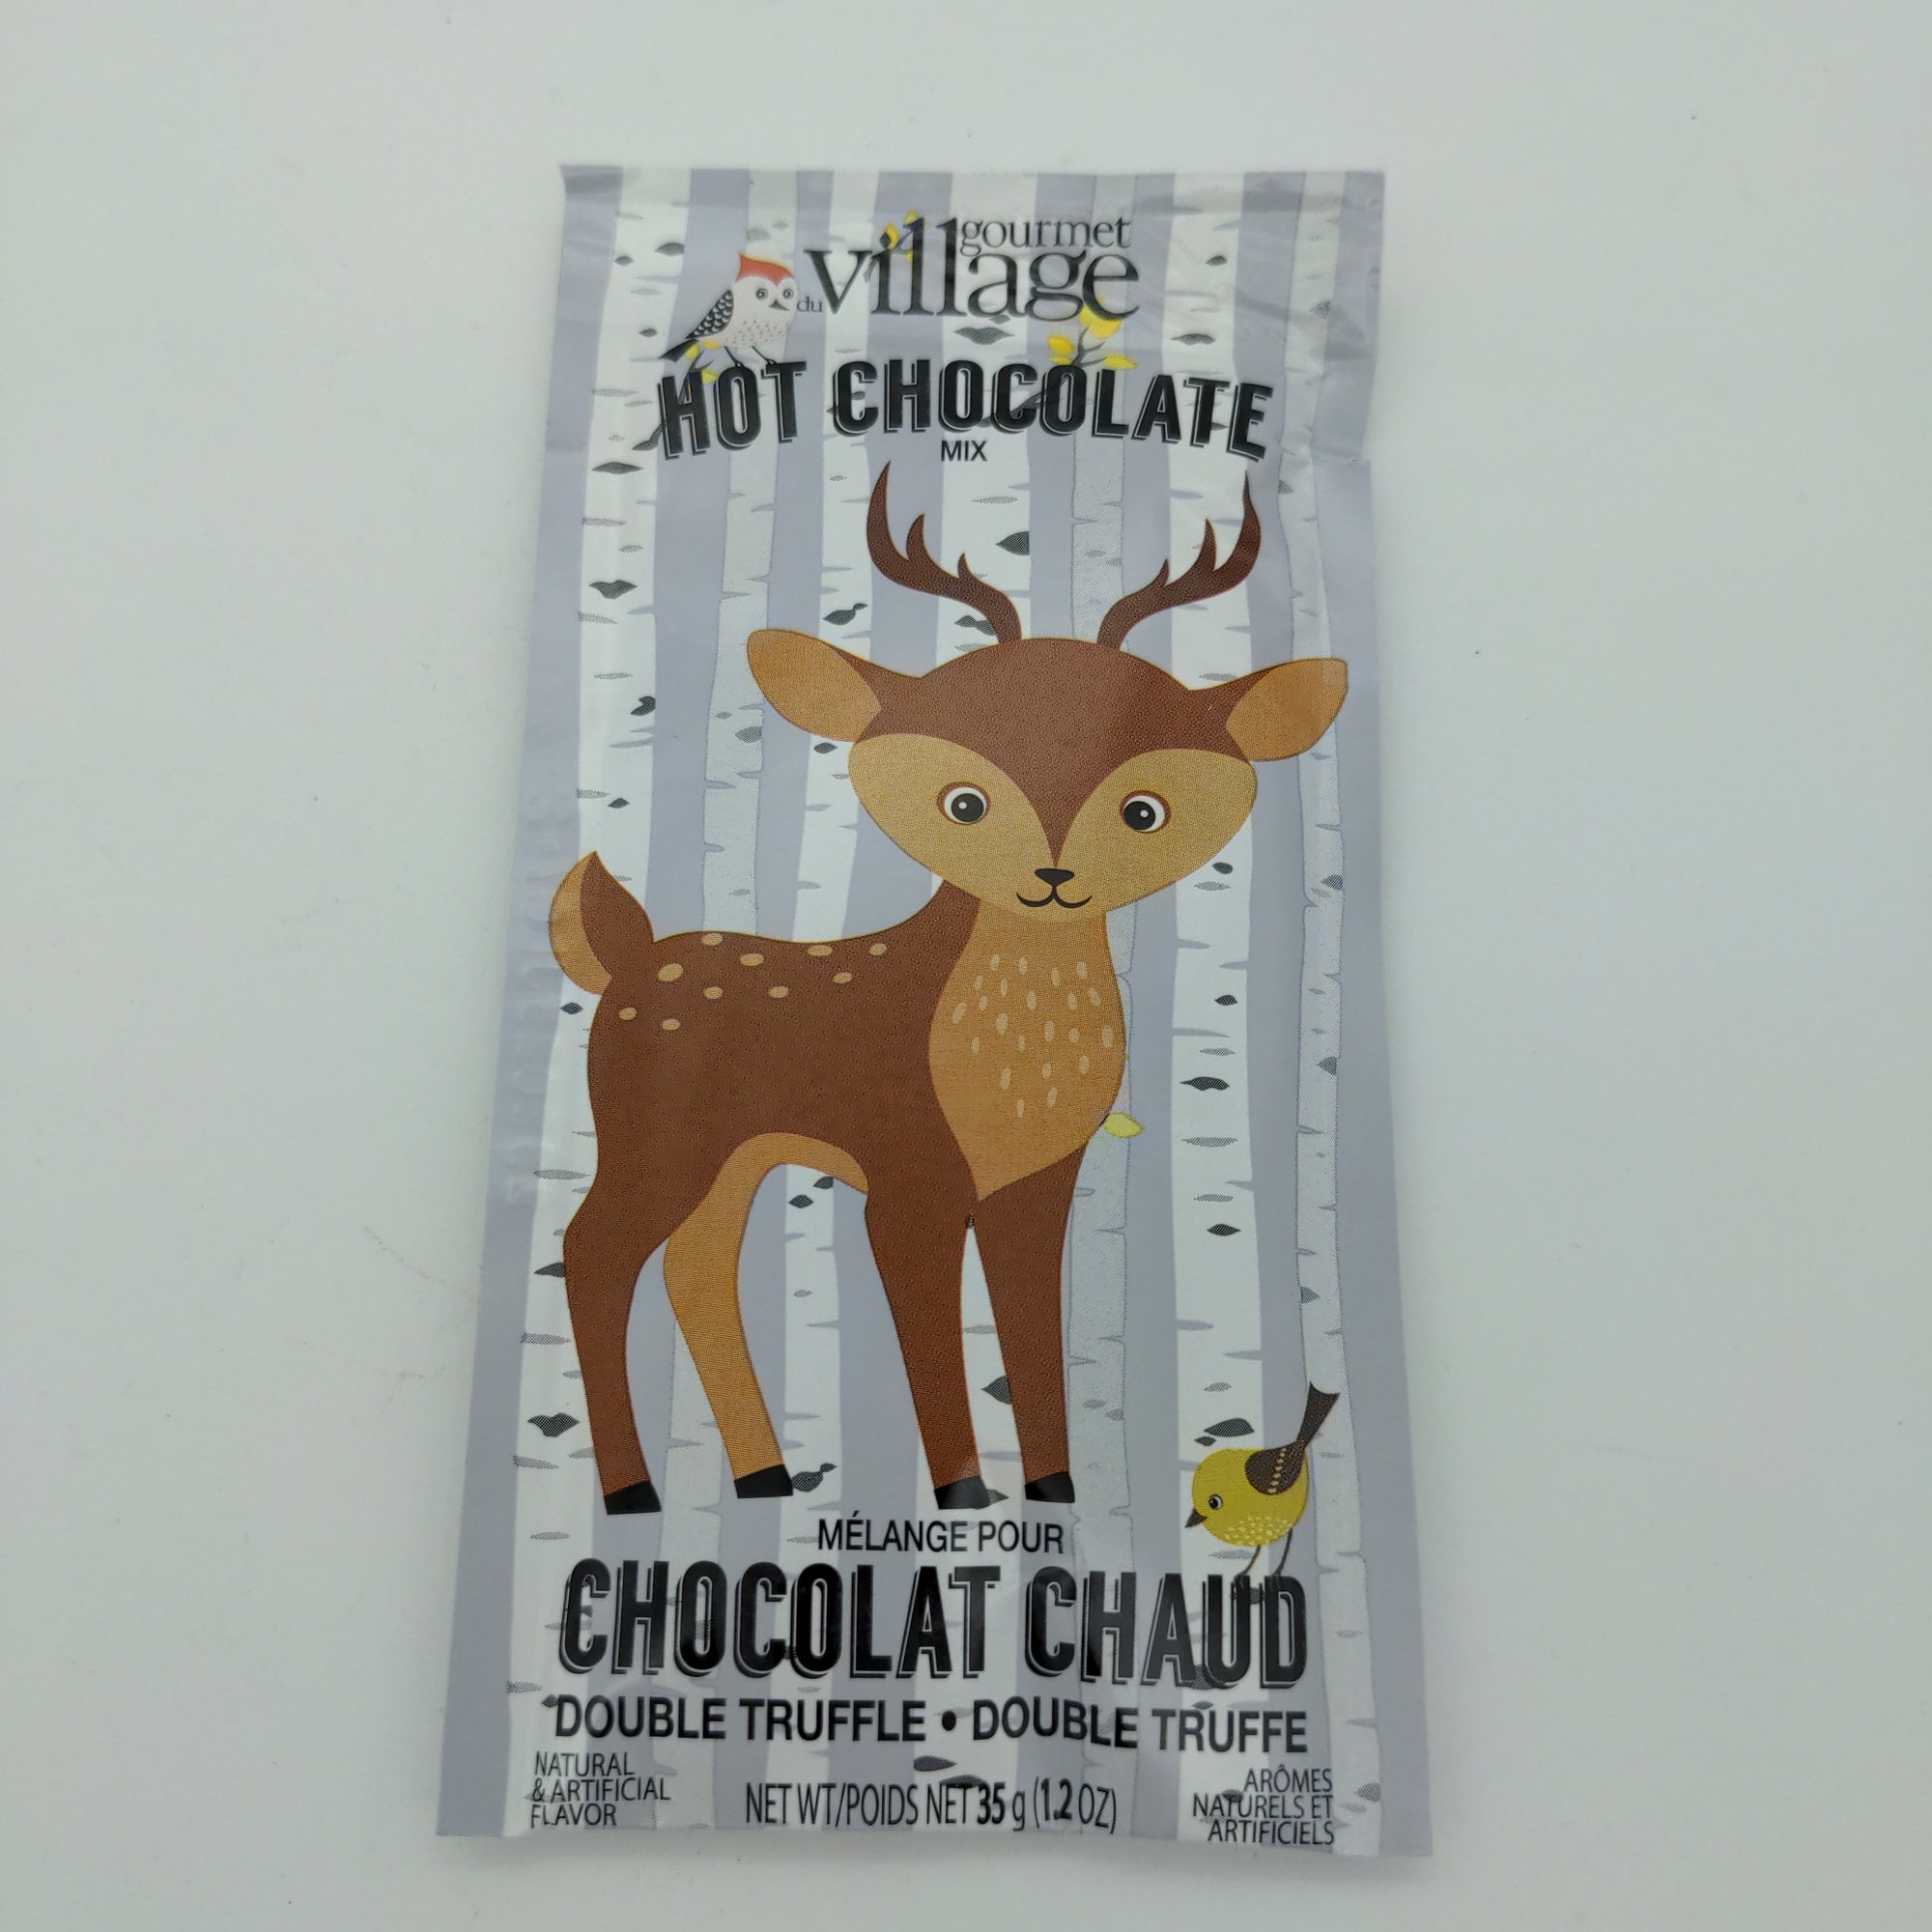 gourmet
du village
HOT CHOCOLATE
MIX
MÉLANGE POUR
CHOCOLAT CHAUD
DOUBLE TRUFFLE • DOUBLE TRUFFE
NATURAL
& ARTIFICIAL
FLAVOR
NET WT/POIDS NET 35 g (1.2 OZ)
ARÔMES
NATURELS ET
ARTIFICIELS